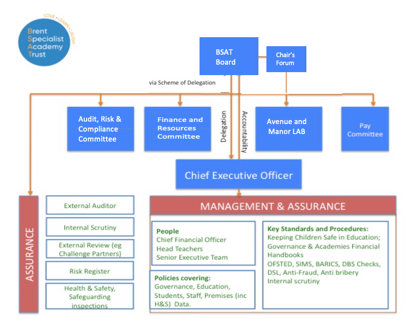 Brent
Specialist
Academy
Trust
BSAT
Board
Chair's
Forum
via Scheme of Delegation
Audit, Risk &
Compliance
Committee
Finance and
Resources
Committee
Delegation
Accountability
Avenue and
Manor LAB
Pay
Committee
Chief Executive Officer
ASSURANCE
External Auditor
Internal Scrutiny
External Review (eg
Challenge Partners)
Risk Register
Health & Safety,
Safeguarding
inspections
MANAGEMENT & ASSURANCE
People
Chief Financial Officer
Head Teachers
Senior Executive Team
Policies covering:
Governance, Education,
Students, Staff, Premises (inc
H&S)  Data.
Key Standards and Procedures:
Keeping Children Safe in Education;
Governance & Academies Financial
Handbooks
OFSTED, SIMS, BARICS, DBS Checks,
DSL, Anti-Fraud, Anti bribery
Internal scrutiny